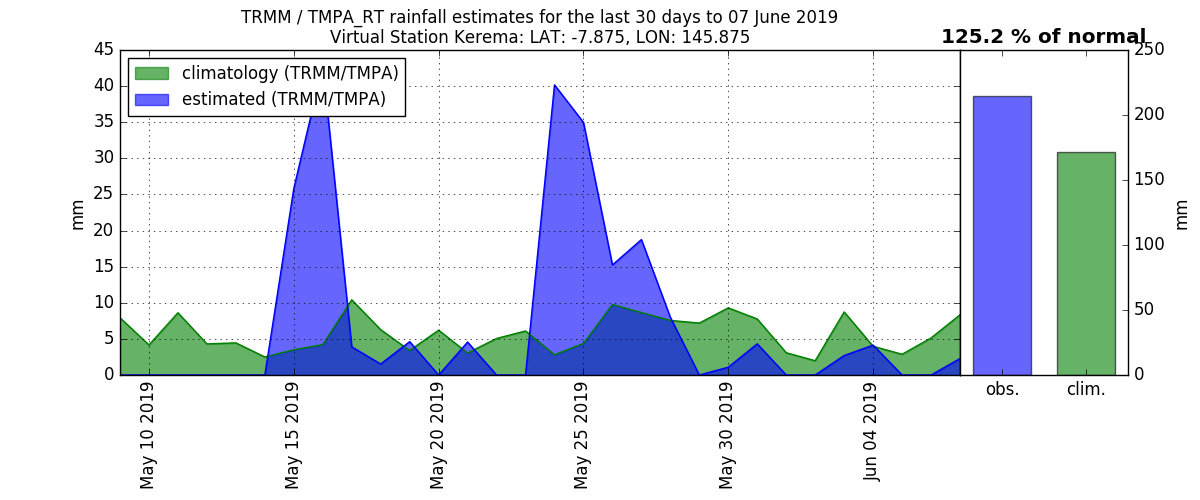 TRMM / TMPA_RT rainfall estimates for the last 30 days to 07 June 2019
Virtual Station Kerema: LAT: -7.875, LON: 145.875
125.2 % of normal
climatology (TRMM/TMPA)
estimated (TRMM/TMPA)
mm
45
40
35
30
25
20
15
10
5
0
May 10 2019
May 15 2019
May 20 2019
May 25 2019
May 30 2019
Jun 04 2019
obs.
clim.
250
200
150
100
50
0
mm